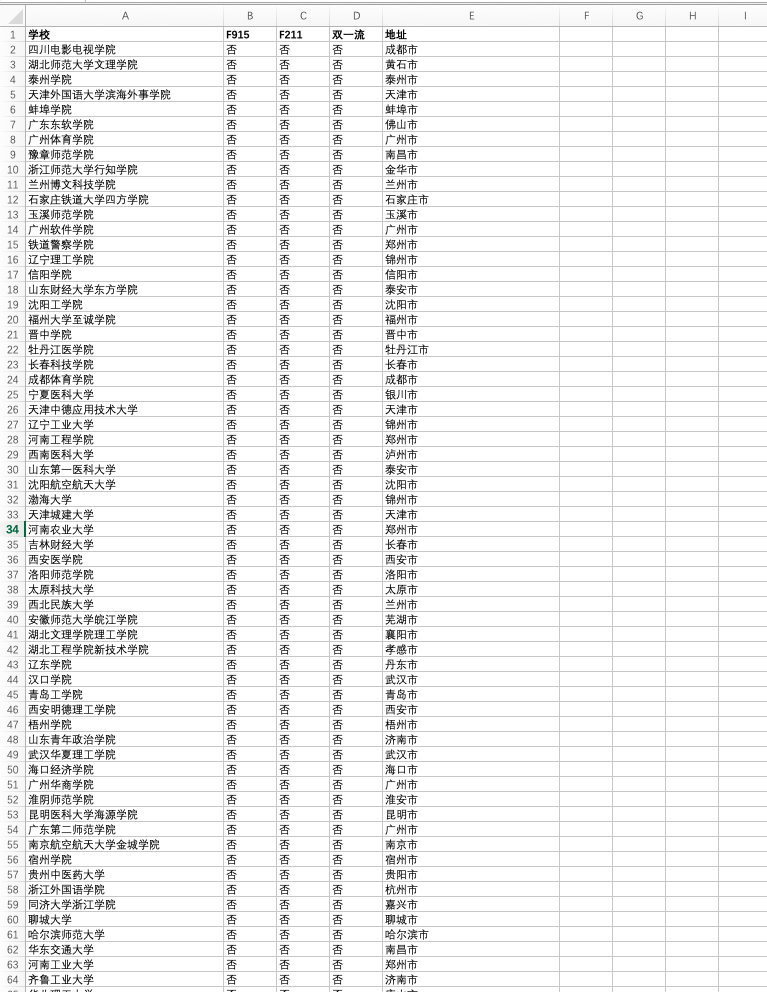 A B C D E F G H I
1 学校 F915 F211 双一流 地址
2 四川电影电视学院 否 否 否 成都市
3 湖北师范大学文理学院 否 否 否 黄石市
4 泰州学院 否 否 否 泰州市
5 天津外国语大学滨海外事学院 否 否 否 天津市
6 蚌埠学院 否 否 否 蚌埠市
7 广东东软学院 否 否 否 佛山市
8 广州体育学院 否 否 否 广州市
9 豫章师范学院 否 否 否 南昌市
10 浙江师范大学行知学院 否 否 否 金华市
11 兰州博文科技学院 否 否 否 兰州市
12 石家庄铁道大学四方学院 否 否 否 石家庄市
13 玉溪师范学院 否 否 否 玉溪市
14 广州软件学院 否 否 否 广州市
15 铁道警察学院 否 否 否 郑州市
16 辽宁理工学院 否 否 否 锦州市
17 信阳学院 否 否 否 信阳市
18 山东财经大学东方学院 否 否 否 泰安市
19 沈阳工学院 否 否 否 沈阳市
20 福州大学至诚学院 否 否 否 福州市
21 晋中学院 否 否 否 晋中市
22 牡丹江医学院 否 否 否 牡丹江市
23 长春科技学院 否 否 否 长春市
24 成都体育学院 否 否 否 成都市
25 宁夏医科大学 否 否 否 银川市
26 天津中德应用技术大学 否 否 否 天津市
27 辽宁工业大学 否 否 否 锦州市
28 河南工程学院 否 否 否 郑州市
29 西南医科大学 否 否 否 泸州市
30 山东第一医科大学 否 否 否 泰安市
31 沈阳航空航天大学 否 否 否 沈阳市
32 渤海大学 否 否 否 锦州市
33 天津城建大学 否 否 否 天津市
34 河南农业大学 否 否 否 郑州市
35 吉林财经大学 否 否 否 长春市
36 西安医学院 否 否 否 西安市
37 洛阳师范学院 否 否 否 洛阳市
38 太原科技大学 否 否 否 太原市
39 西北民族大学 否 否 否 兰州市
40 安徽师范大学皖江学院 否 否 否 芜湖市
41 湖北文理学院理工学院 否 否 否 襄阳市
42 湖北工程学院新技术学院 否 否 否 孝感市
43 辽东学院 否 否 否 丹东市
44 汉口学院 否 否 否 武汉市
45 青岛工学院 否 否 否 青岛市
46 西安明德理工学院 否 否 否 西安市
47 梧州学院 否 否 否 梧州市
48 山东青年政治学院 否 否 否 济南市
49 武汉华夏理工学院 否 否 否 武汉市
50 海口经济学院 否 否 否 海口市
51 广州华商学院 否 否 否 广州市
52 淮阴师范学院 否 否 否 淮安市
53 昆明医科大学海源学院 否 否 否 昆明市
54 广东第二师范学院 否 否 否 广州市
55 南京航空航天大学金城学院 否 否 否 南京市
56 宿州学院 否 否 否 宿州市
57 贵州中医药大学 否 否 否 贵阳市
58 浙江外国语学院 否 否 否 杭州市
59 同济大学浙江学院 否 否 否 嘉兴市
60 聊城大学 否 否 否 聊城市
61 哈尔滨师范大学 否 否 否 哈尔滨市
62 华东交通大学 否 否 否 南昌市
63 河南工业大学 否 否 否 郑州市
64 齐鲁工业大学 否 否 否 济南市